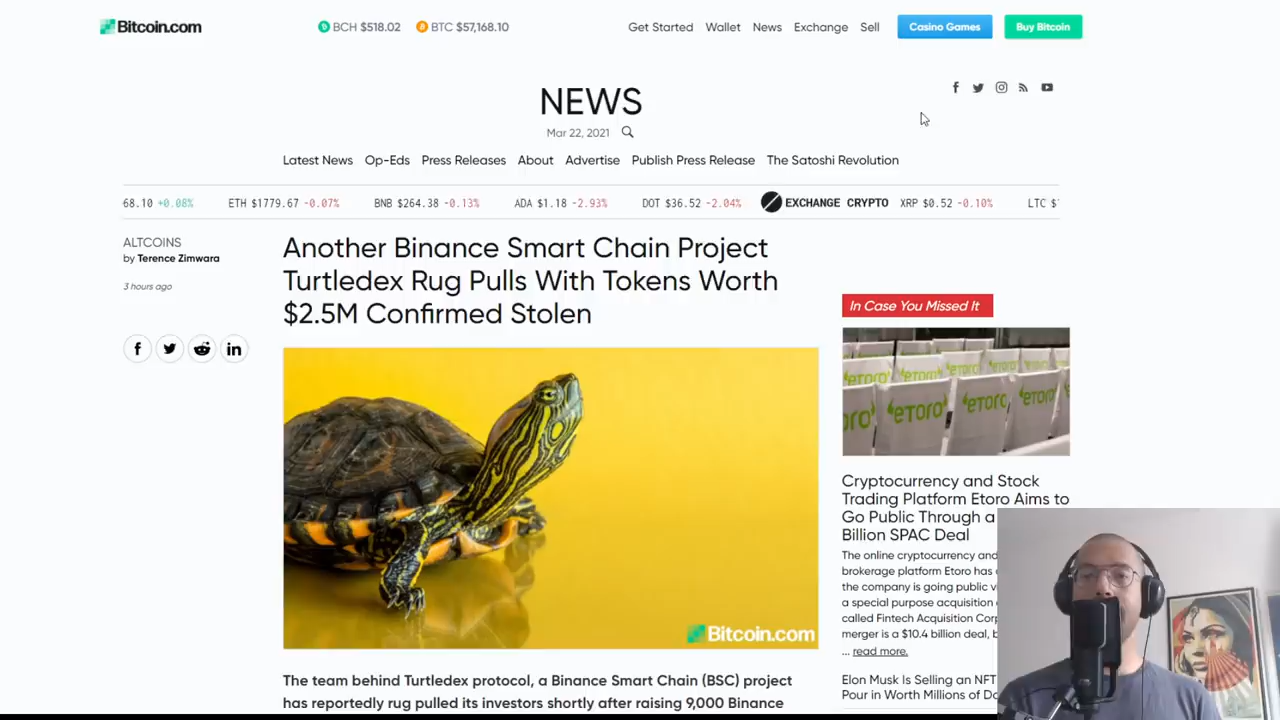 Bitcoin.com
BCH $518.02
BTC $57,168.10
Get Started
Wallet
News
Exchange
Sell
Casino Games
Buy Bitcoin
NEWS
Mar 22, 2021
Latest News
Op-Eds
Press Releases
About
Advertise
Publish Press Release
The Satoshi Revolution
68.10 +0.08%
ETH $1779.67 -0.07%
BNB $264.38 -0.13%
ADA $1.18 -2.93%
DOT $36.52 -2.04%
EXCHANGE CRYPTO
XRP $0.52 -0.10%
LTC
ALTCOINS
by Terence Zimwara
3 hours ago
Another Binance Smart Chain Project
Turtledex Rug Pulls With Tokens Worth
$2.5M Confirmed Stolen
Bitcoin.com
The team behind Turtledex protocol, a Binance Smart Chain (BSC) project
has reportedly rug pulled its investors shortly after raising 9,000 Binance
In Case You Missed It
etoro
etoro
etoro
Cryptocurrency and Stock
Trading Platform Etoro Aims to
Go Public Through a
Billion SPAC Deal
The online cryptocurrency and
brokerage platform Etoro has
the company is going public
a special purpose acquisition
called Fintech Acquisition Corp
merger is a $10.4 billion deal,
... read more.
Elon Musk Is Selling an NFT
Pour in Worth Millions of